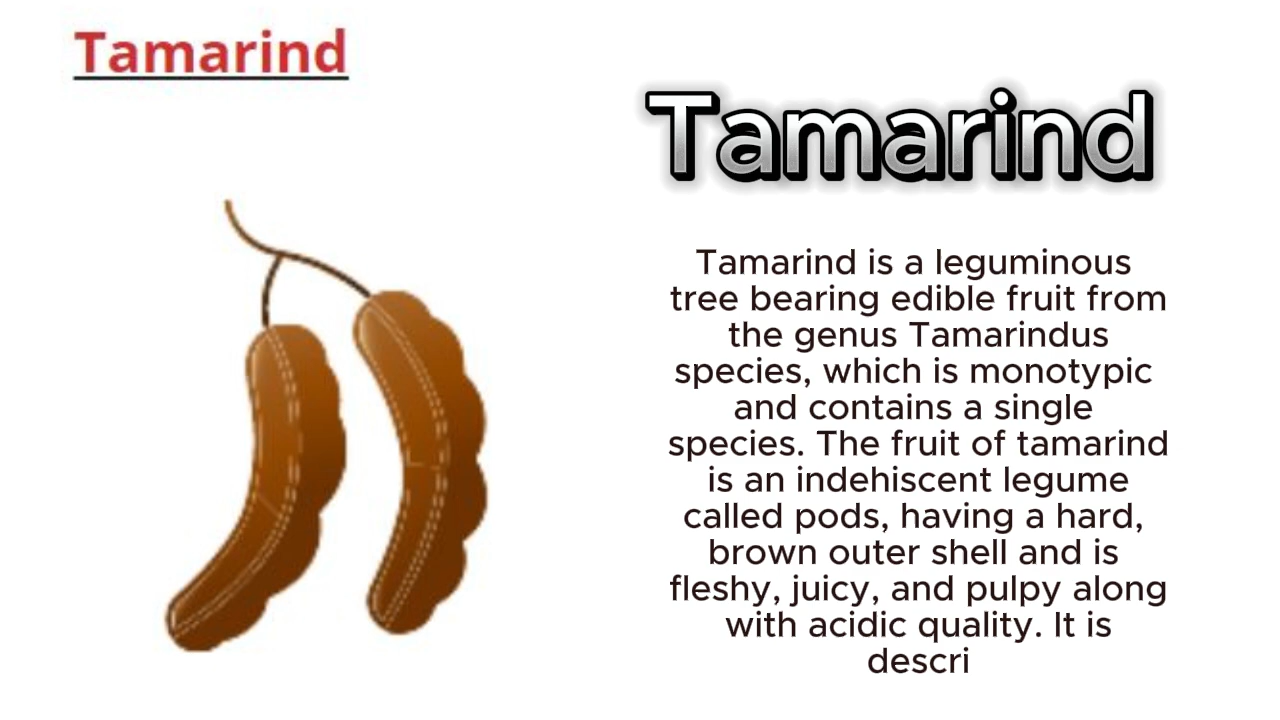 Tamarind
Tamarind
Tamarind is a leguminous
tree bearing edible fruit from
the genus Tamarindus
species, which is monotypic
and contains a single
species. The fruit of tamarind
is an indehiscent legume
called pods, having a hard,
brown outer shell and is
fleshy, juicy, and pulpy along
with acidic quality. It is
descri